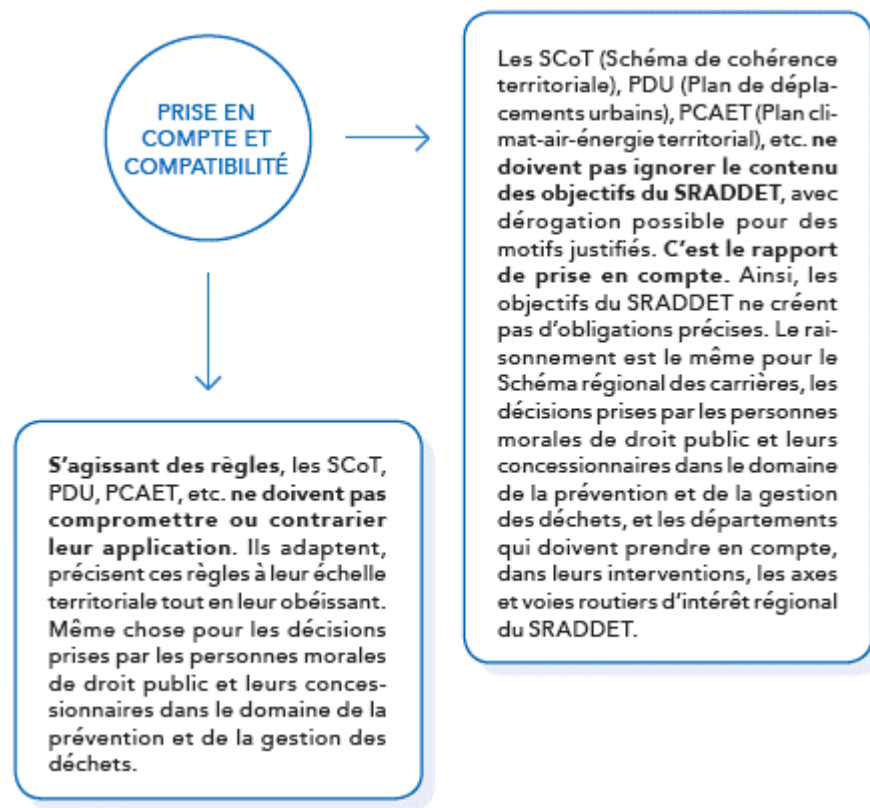 PRISE EN
COMPTE ET
COMPATIBILITÉ
Les SCoT (Schéma de cohérence
territoriale), PDU (Plan de dépla-
cements urbains), PCAET (Plan cli-
mat-air-énergie territorial), etc. ne
doivent pas ignorer le contenu
des objectifs du SRADDET, avec
dérogation possible pour des
motifs justifiés. C’est le rapport
de prise en compte. Ainsi, les
objectifs du SRADDET ne créent
pas d’obligations précises. Le rai-
sonnement est le même pour le
Schéma régional des carrières, les
décisions prises par les personnes
morales de droit public et leurs
concessionnaires dans le domaine
de la prévention et de la gestion
des déchets, et les départements
qui doivent prendre en compte,
dans leurs interventions, les axes
et voies routiers d’intérêt régional
du SRADDET.
S’agissant des règles, les SCoT,
PDU, PCAET, etc. ne doivent pas
compromettre ou contrarier
leur application. Ils adaptent,
précisent ces règles à leur échelle
territoriale tout en leur obéissant.
Même chose pour les décisions
prises par les personnes morales
de droit public et leurs conces-
sionnaires dans le domaine de la
prévention et de la gestion des
déchets.